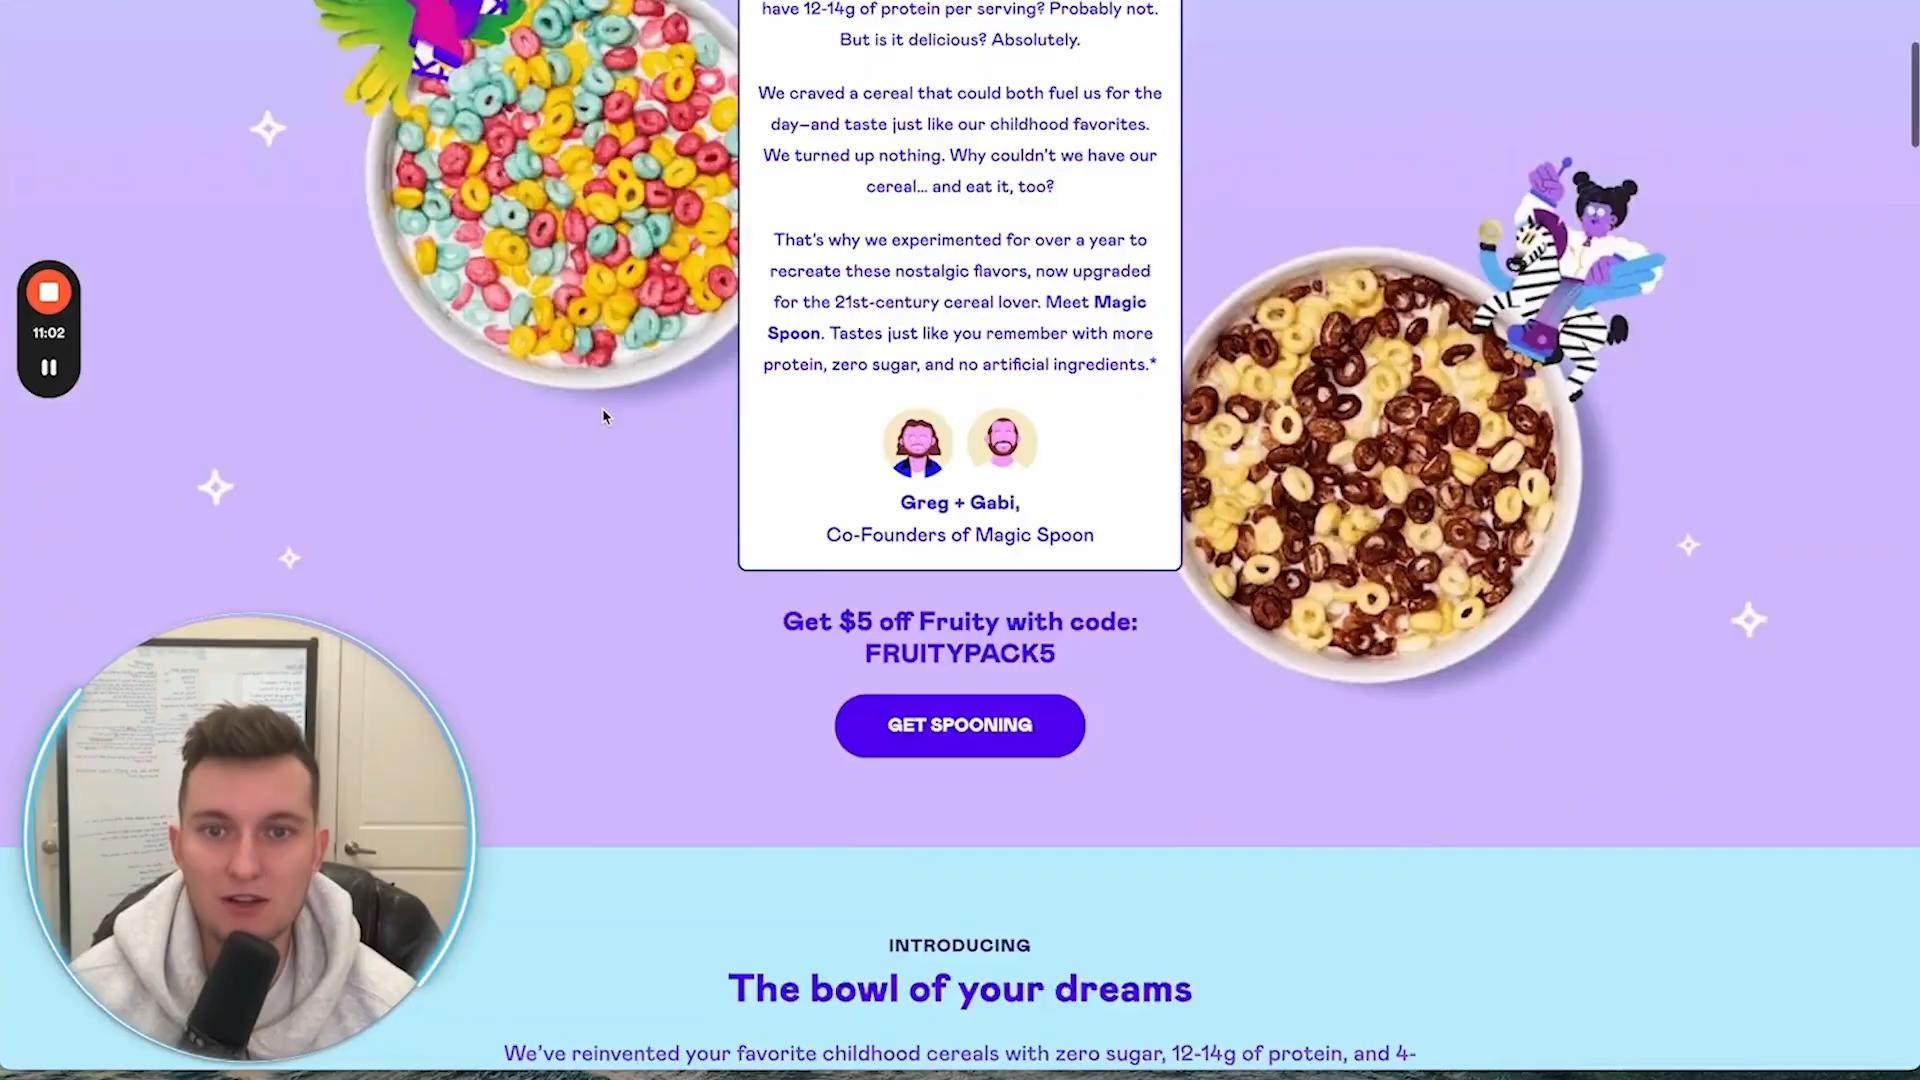 have 12-14g of protein per serving? Probably not.
But is it delicious? Absolutely.
We craved a cereal that could both fuel us for the
day–and taste just like our childhood favorites.
We turned up nothing. Why couldn't we have our
cereal... and eat it, too?
That's why we experimented for over a year to
recreate these nostalgic flavors, now upgraded
for the 21st-century cereal lover. Meet Magic
Spoon. Tastes just like you remember with more
protein, zero sugar, and no artificial ingredients.*
Greg + Gabi,
Co-Founders of Magic Spoon
Get $5 off Fruity with code:
FRUITYPACK5
GET SPOONING
11:02
INTRODUCING
The bowl of your dreams
We've reinvented your favorite childhood cereals with zero sugar, 12-14g of protein, and 4-